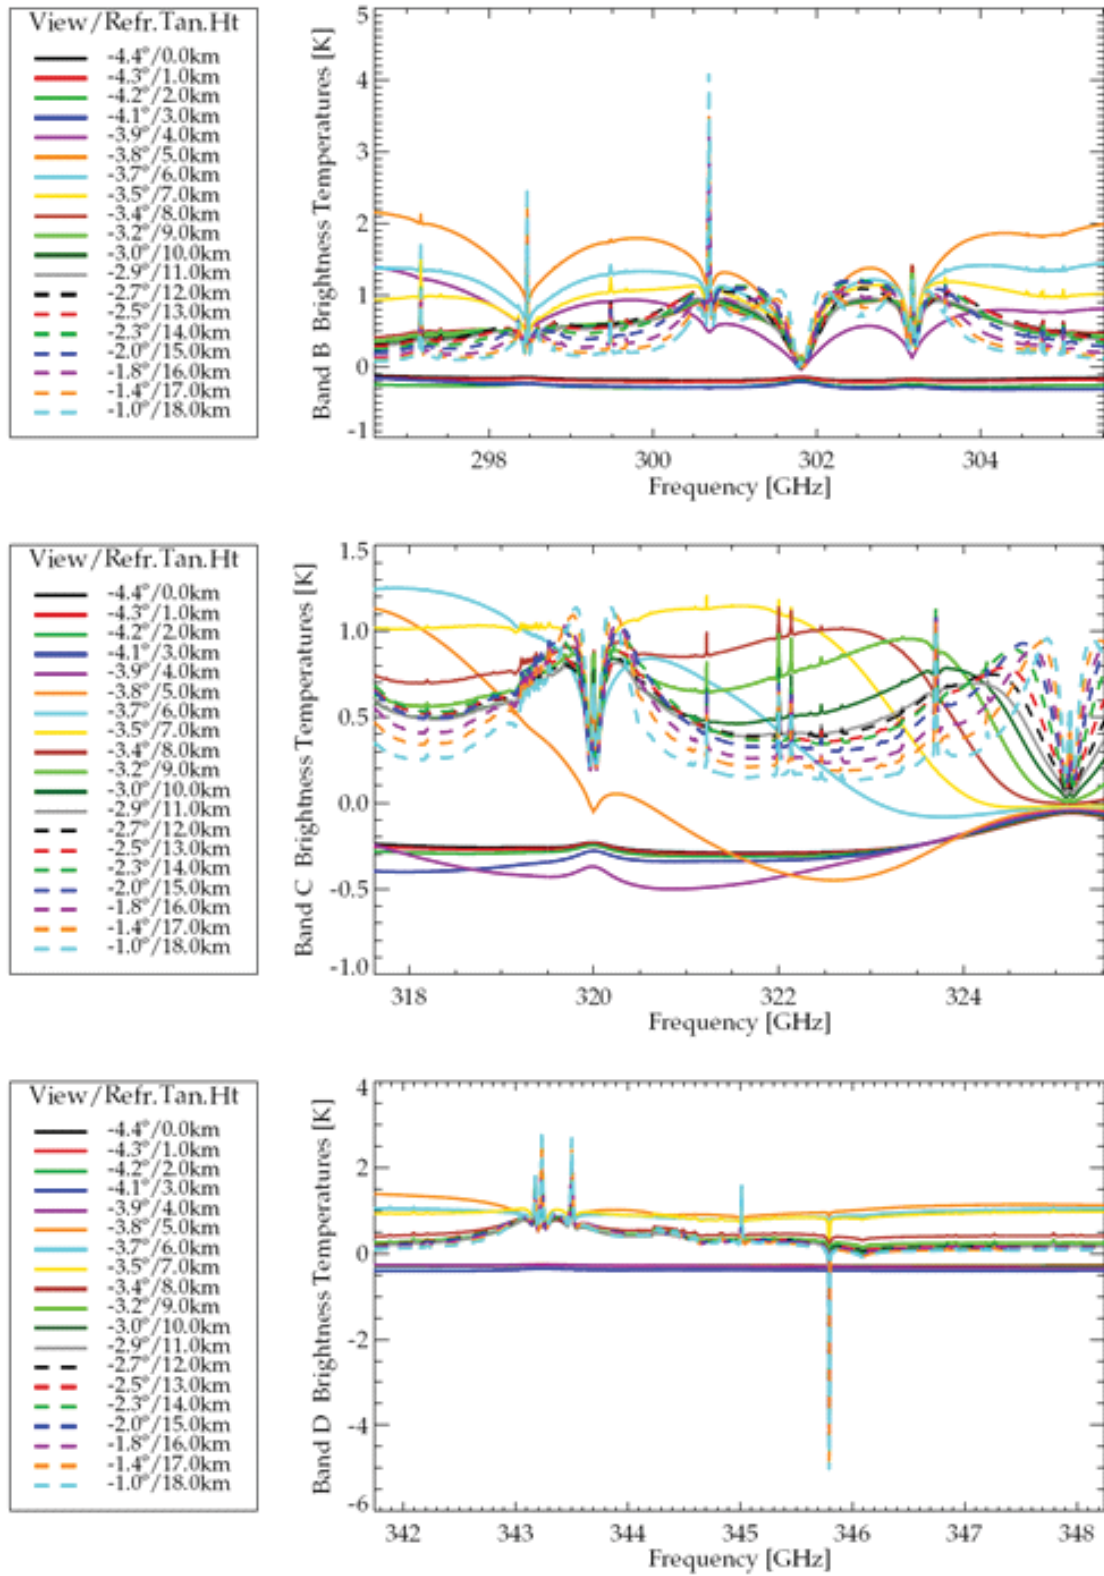 View/Refr.Tan.Ht
-4.4°/0.0km
-4.3°/1.0km
-4.2°/2.0km
-4.1°/3.0km
-3.9°/4.0km
-3.8°/5.0km
-3.7°/6.0km
-3.5°/7.0km
-3.4°/8.0km
-3.2°/9.0km
-3.0°/10.0km
-2.9°/11.0km
-2.7°/12.0km
-2.5°/13.0km
-2.3°/14.0km
-2.0°/15.0km
-1.8°/16.0km
-1.4°/17.0km
-1.0°/18.0km
Band B Brightness Temperatures [K]
5
4
3
2
1
0
-1
298 300 302 304
Frequency [GHz]
View/Refr.Tan.Ht
-4.4°/0.0km
-4.3°/1.0km
-4.2°/2.0km
-4.1°/3.0km
-3.9°/4.0km
-3.8°/5.0km
-3.7°/6.0km
-3.5°/7.0km
-3.4°/8.0km
-3.2°/9.0km
-3.0°/10.0km
-2.9°/11.0km
-2.7°/12.0km
-2.5°/13.0km
-2.3°/14.0km
-2.0°/15.0km
-1.8°/16.0km
-1.4°/17.0km
-1.0°/18.0km
Band C Brightness Temperatures [K]
1.5
1.0
0.5
0.0
-0.5
-1.0
318 320 322 324
Frequency [GHz]
View/Refr.Tan.Ht
-4.4°/0.0km
-4.3°/1.0km
-4.2°/2.0km
-4.1°/3.0km
-3.9°/4.0km
-3.8°/5.0km
-3.7°/6.0km
-3.5°/7.0km
-3.4°/8.0km
-3.2°/9.0km
-3.0°/10.0km
-2.9°/11.0km
-2.7°/12.0km
-2.5°/13.0km
-2.3°/14.0km
-2.0°/15.0km
-1.8°/16.0km
-1.4°/17.0km
-1.0°/18.0km
Band D Brightness Temperatures [K]
4
2
0
-2
-4
-6
342 343 344 345 346 347 348
Frequency [GHz]